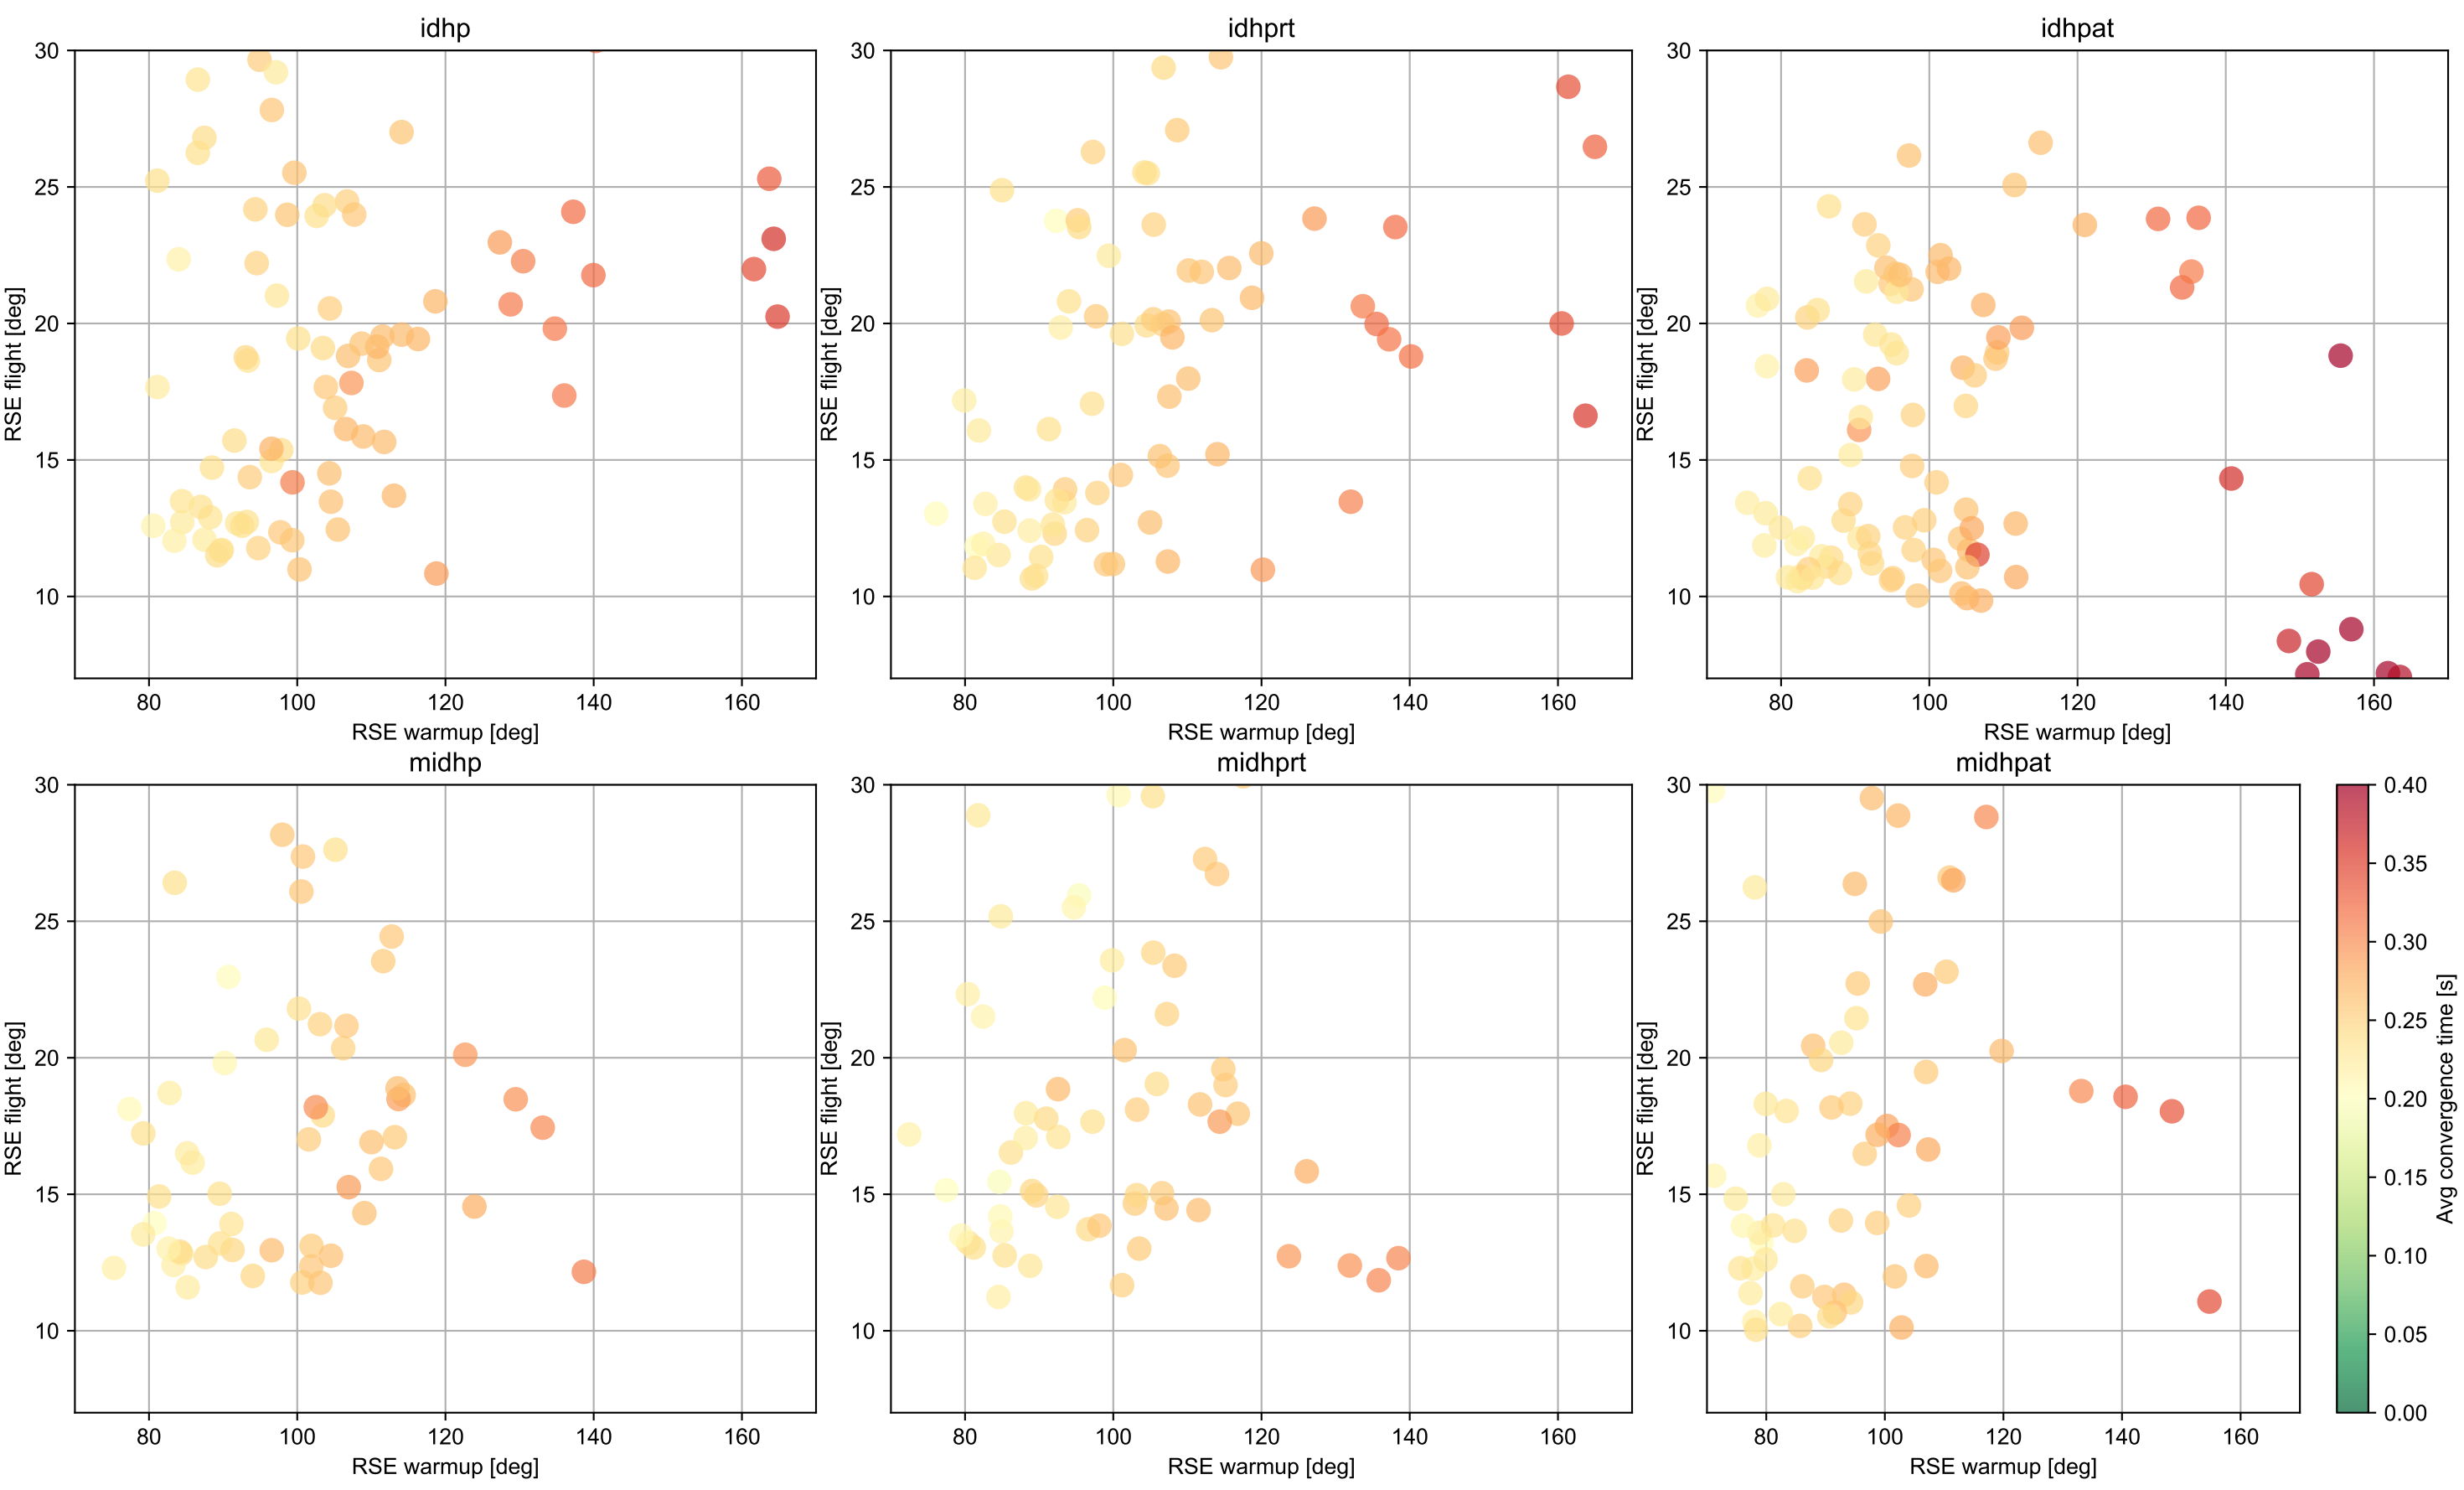 idhp
idhprt
idhpat
30
25
20
15
10
RSE flight [deg]
80 100 120 140 160
RSE warmup [deg]
30
25
20
15
10
RSE flight [deg]
80 100 120 140 160
RSE warmup [deg]
30
25
20
15
10
RSE flight [deg]
80 100 120 140 160
RSE warmup [deg]
midhp
midhprt
midhpat
30
25
20
15
10
RSE flight [deg]
80 100 120 140 160
RSE warmup [deg]
30
25
20
15
10
RSE flight [deg]
80 100 120 140 160
RSE warmup [deg]
30
25
20
15
10
RSE flight [deg]
80 100 120 140 160
RSE warmup [deg]
0.40
0.35
0.30
0.25
0.20
0.15
0.10
0.05
0.00
Avg convergence time [s]